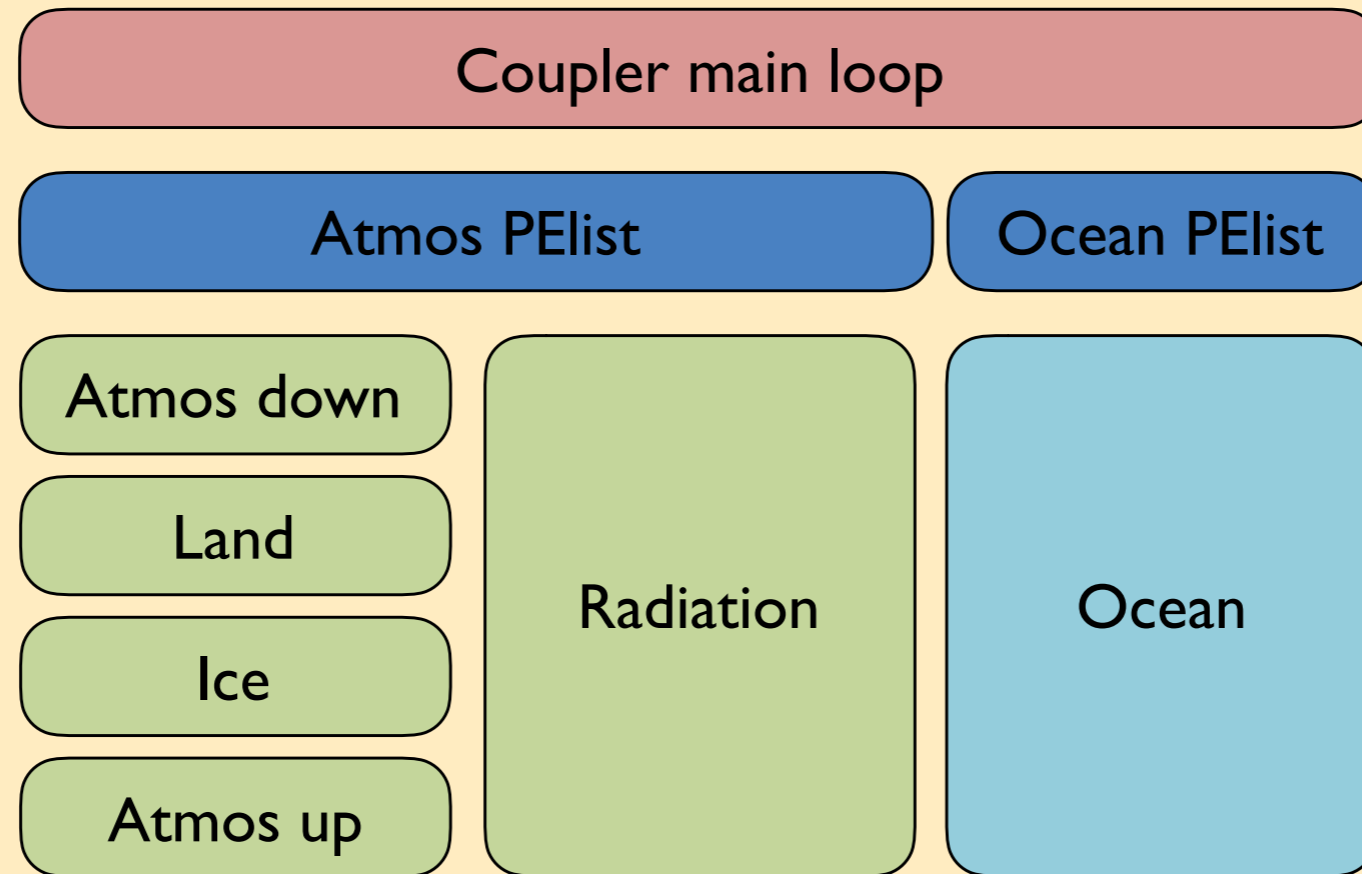 Coupler main loop
Atmos PElist
Ocean PElist
Atmos down
Land
Ice
Atmos up
Radiation
Ocean